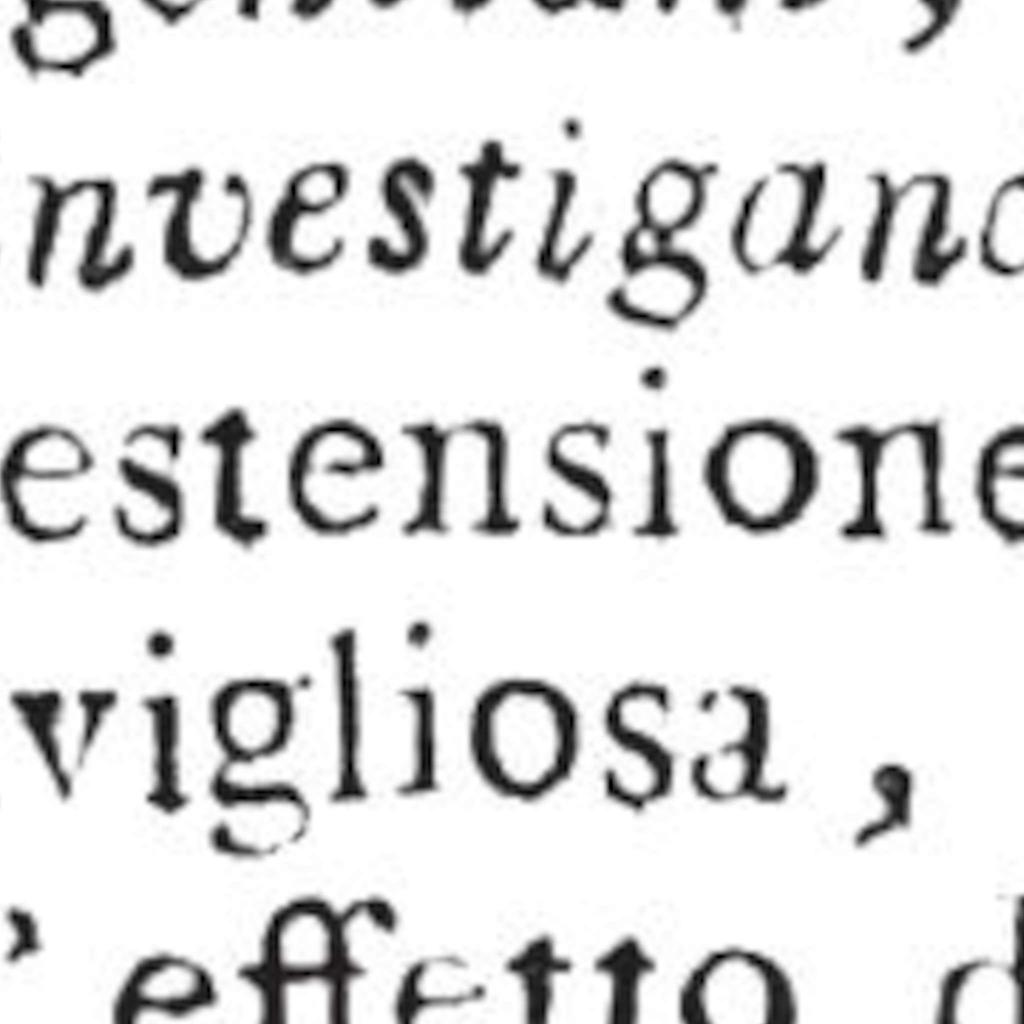 nvestigand
estensione
vigliosa ,
' effetto d